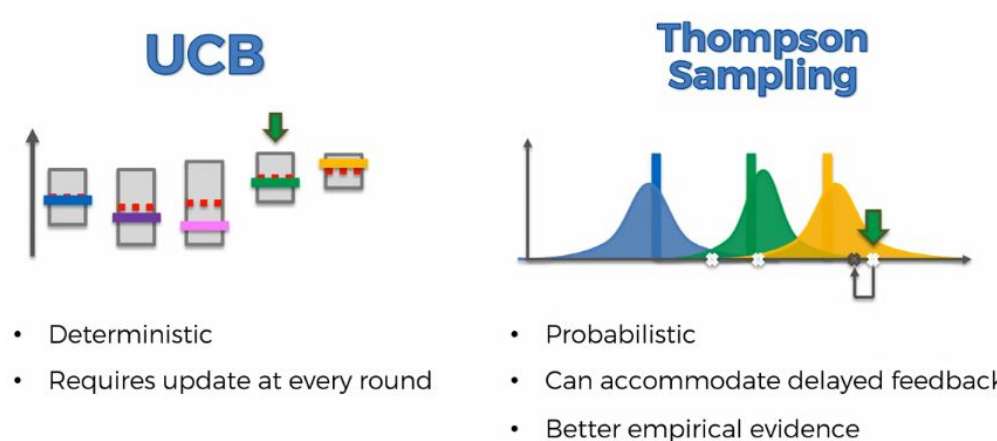 UCB
Thompson
Sampling
• Deterministic
• Requires update at every round
• Probabilistic
• Can accommodate delayed feedback
• Better empirical evidence